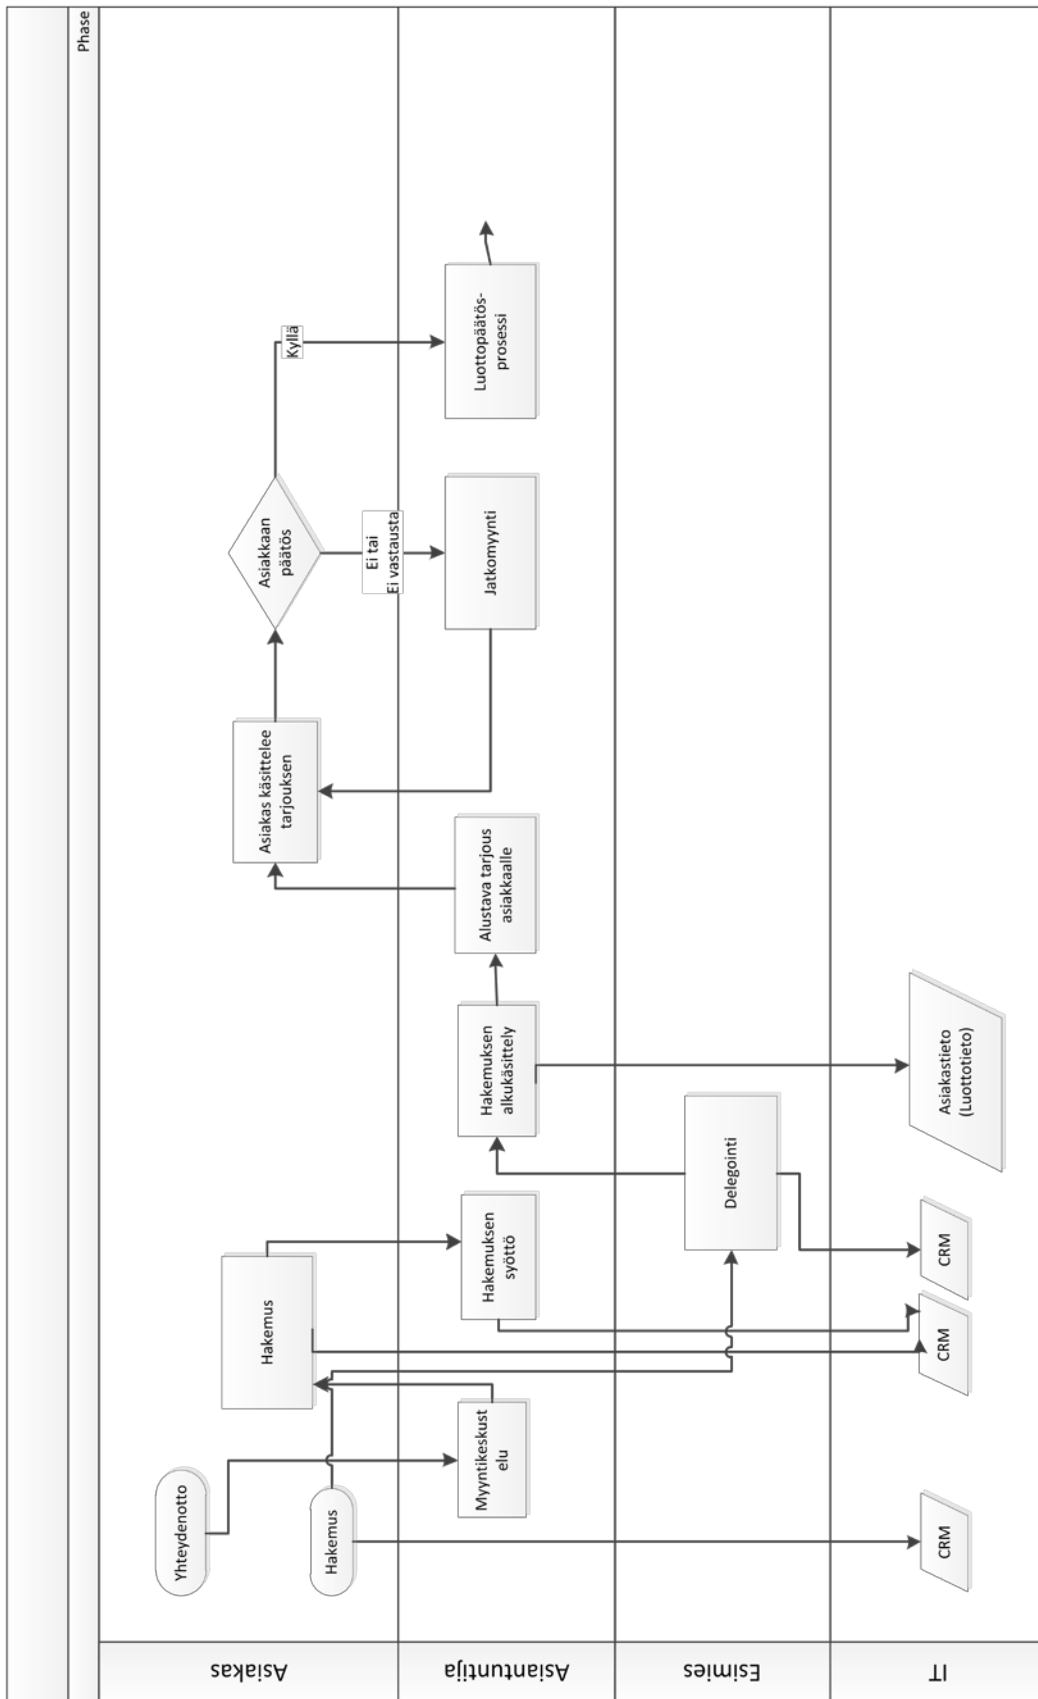 Phase
Asiakas
Asiantuntija
Esimies
IT
Yhteydenotto
Hakemus
Hakemus
Asiakas käsittelee
tarjouksen
Asiakkaan
päätös
Kyllä
Ei tai
Ei vastausta
Myyntikeskust
elu
Hakemuksen
syöttö
Hakemuksen
alkukäsittely
Alustava tarjous
asiakkaalle
Jatkomyynti
Luottopäätös-
prosessi
Delegointi
CRM
CRM
CRM
Asiakastieto
(Luottotieto)